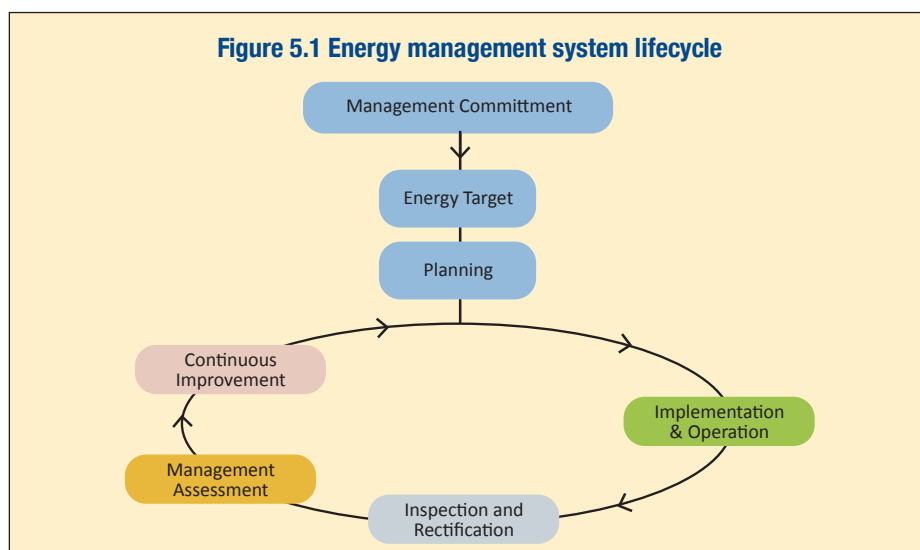 Figure 5.1 Energy management system lifecycle
Management Committment
Energy Target
Planning
Continuous
Improvement
Implementation
& Operation
Management
Assessment
Inspection and
Rectification